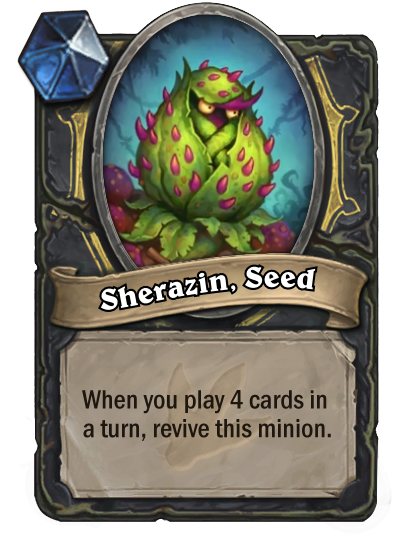 Sherazin, Seed
When you play 4 cards in
a turn, revive this minion.